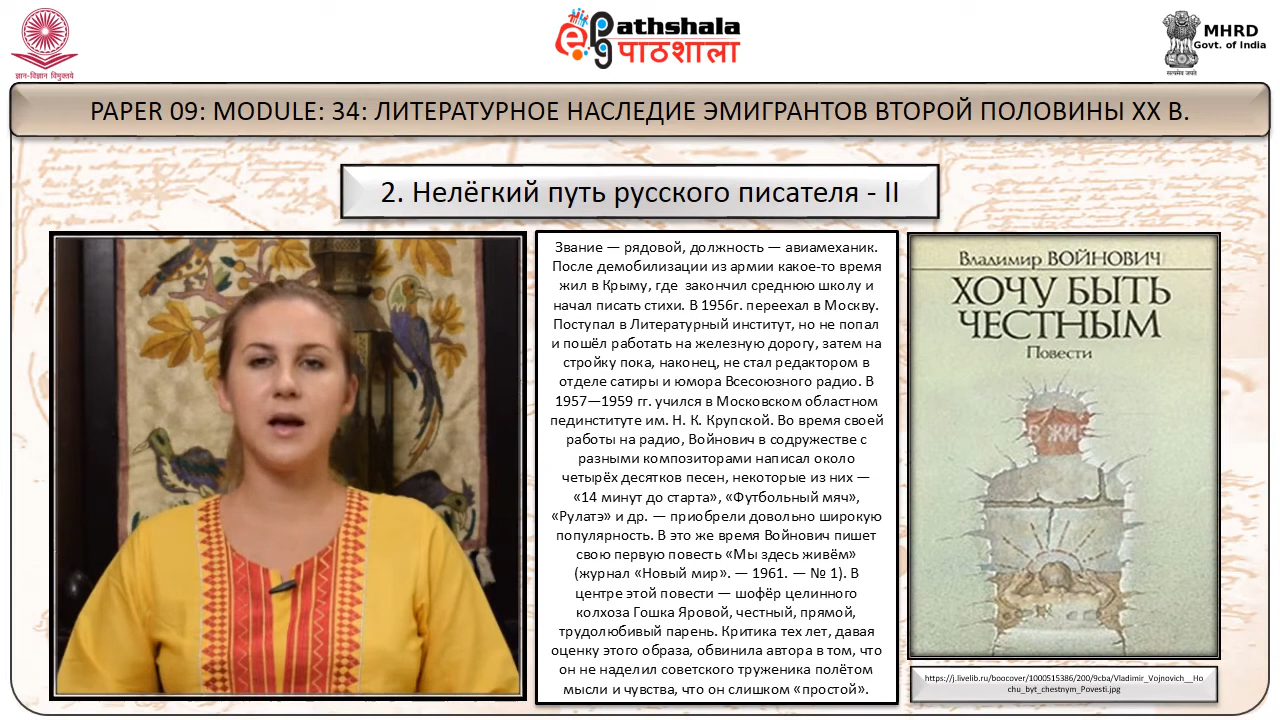 ज्ञान-विज्ञान विमुक्तये
ePathshala
पाठशाला
MHRD
Govt. of India
सत्यमेव जयते
PAPER 09: MODULE: 34: ЛИТЕРАТУРНОЕ НАСЛЕДИЕ ЭМИГРАНТОВ ВТОРОЙ ПОЛОВИНЫ XX В.
2. Нелёгкий путь русского писателя - II
Звание — рядовой, должность — авиамеханик.
После демобилизации из армии какое-то время
жил в Крыму, где закончил среднюю школу и
начал писать стихи. В 1956г. переехал в Москву.
Поступал в Литературный институт, но не попал
и пошёл работать на железную дорогу, затем на
стройку пока, наконец, не стал редактором в
отделе сатиры и юмора Всесоюзного радио. В
1957—1959 гг. учился в Московском областном
пединституте им. Н. К. Крупской. Во время своей
работы на радио, Войнович в содружестве с
разными композиторами написал около
четырёх десятков песен, некоторые из них —
«14 минут до старта», «Футбольный мяч»,
«Рулатэ» и др. — приобрели довольно широкую
популярность. В это же время Войнович пишет
свою первую повесть «Мы здесь живём»
(журнал «Новый мир». — 1961. — № 1). В
центре этой повести — шофёр целинного
колхоза Гошка Яровой, честный, прямой,
трудолюбивый парень. Критика тех лет, давая
оценку этого образа, обвинила автора в том, что
он не наделил советского труженика полётом
мысли и чувства, что он слишком «простой».
Владимир ВОЙНОВИЧ
ХОЧУ БЫТЬ
ЧЕСТНЫМ
Повести
https://j.livelib.ru/boocover/1000515386/200/9cba/Vladimir_Vojnovich__Ho
chu_byt_chestnym_Povesti.jpg